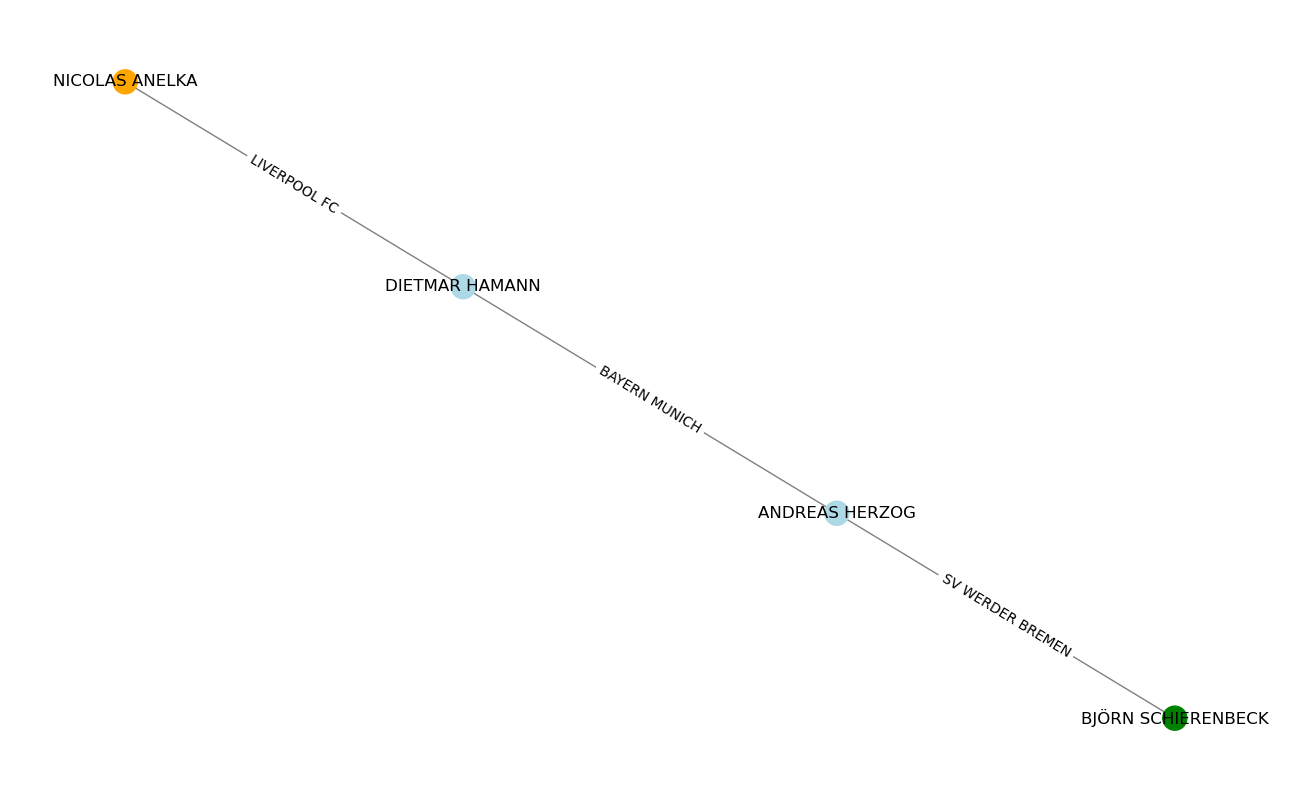 NICOLAS ANELKA
LIVERPOOL FC
DIETMAR HAMANN
BAYERN MUNICH
ANDREAS HERZOG
SV WERDER BREMEN
BJÖRN SCHIERENBECK